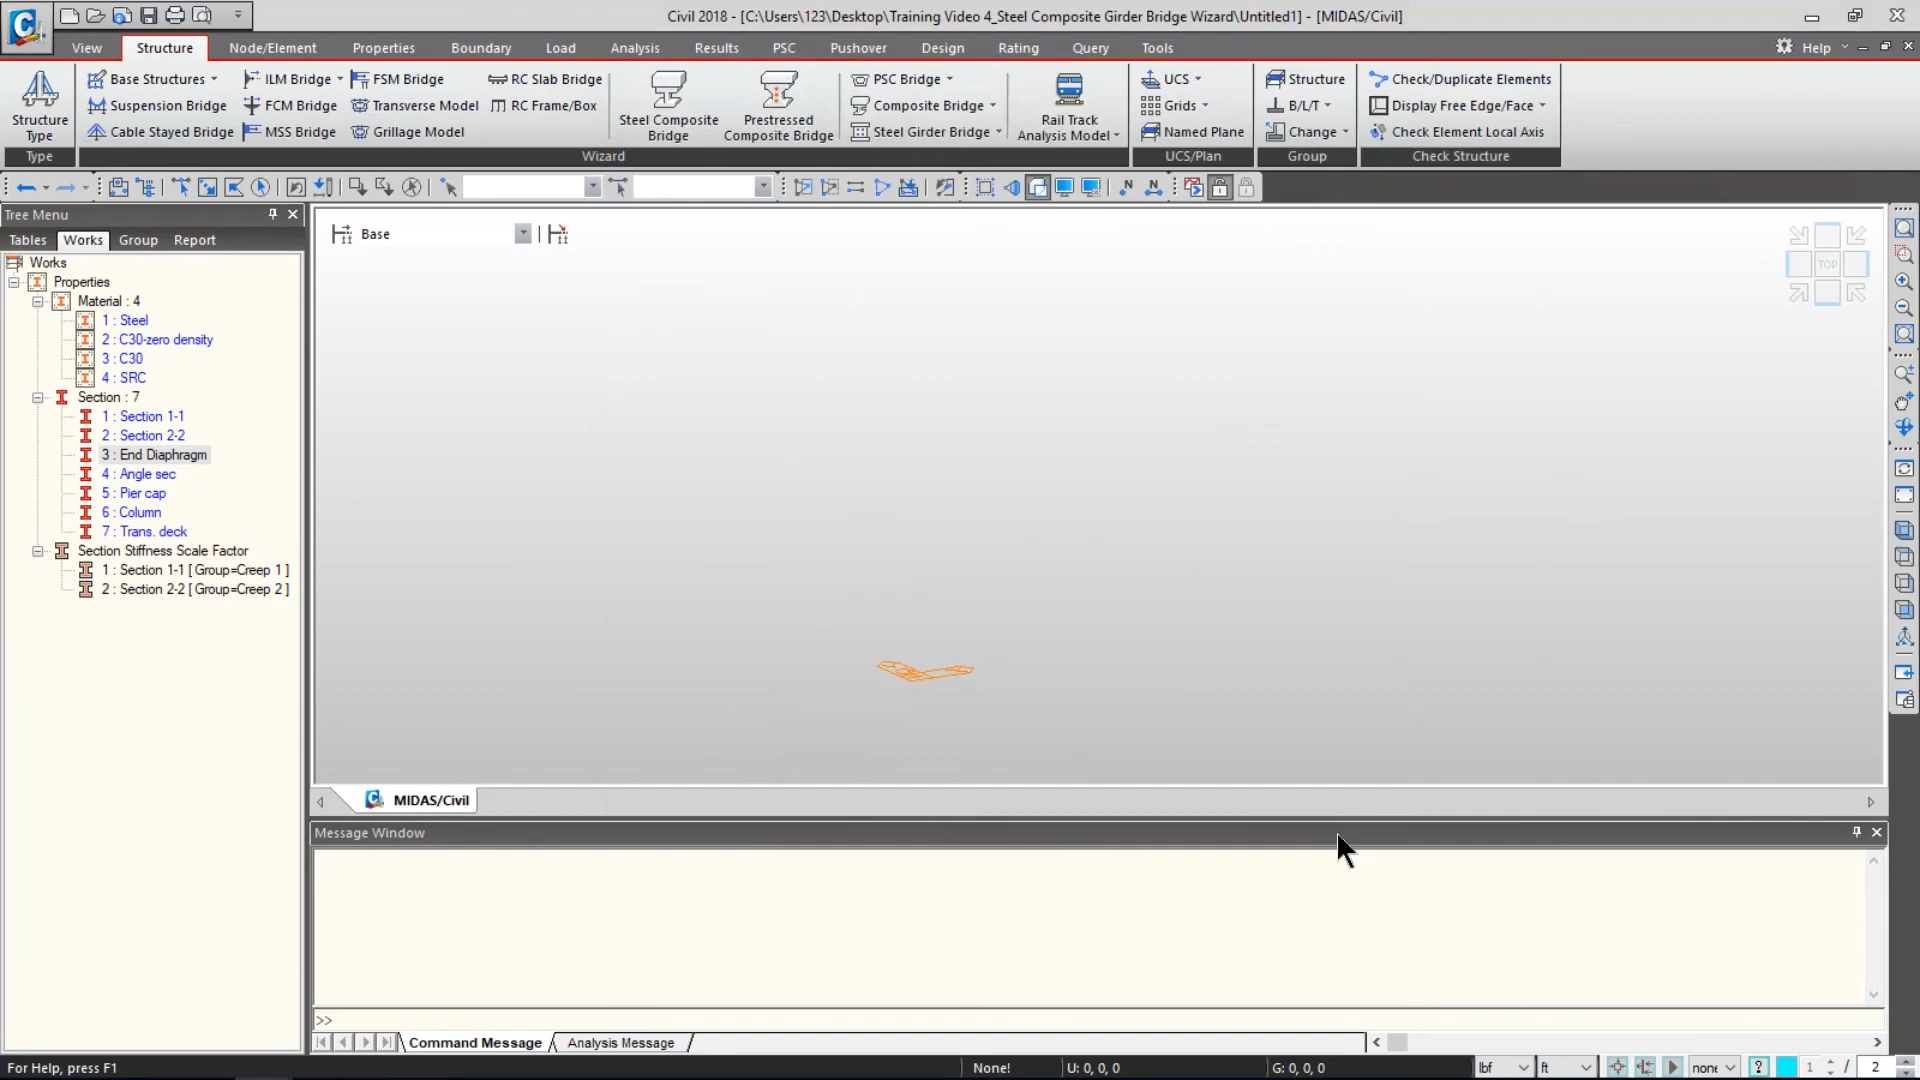 Civil 2018 - [C:\Users\123\Desktop\Training Video 4_Steel Composite Girder Bridge Wizard\Untitled1] - [MIDAS/Civil]
View Structure Node/Element Properties Boundary Load Analysis Results PSC Pushover Design Rating Query Tools Help
Base Structures ILM Bridge FSM Bridge RC Slab Bridge PSC Bridge UCS Structure Check/Duplicate Elements
Suspension Bridge FCM Bridge Transverse Model RC Frame/Box Composite Bridge Grids B/L/T Display Free Edge/Face
Structure Type Steel Composite Bridge Prestressed Composite Bridge Rail Track Analysis Model
Cable Stayed Bridge MSS Bridge Grillage Model Steel Girder Bridge Named Plane Change Check Element Local Axis
Type Wizard UCS/Plan Group Check Structure
Tree Menu
Tables Works Group Report
Base
TOP
Works
Properties
Material : 4
1 : Steel
2 : C30-zero density
3 : C30
4 : SRC
Section : 7
1 : Section 1-1
2 : Section 2-2
3 : End Diaphragm
4 : Angle sec
5 : Pier cap
6 : Column
7 : Trans. deck
Section Stiffness Scale Factor
1 : Section 1-1 [ Group=Creep 1 ]
2 : Section 2-2 [ Group=Creep 2 ]
MIDAS/Civil
Message Window
>>
Command Message Analysis Message
For Help, press F1 None! U: 0, 0, 0 G: 0, 0, 0 lbf ft none ? 1 / 2